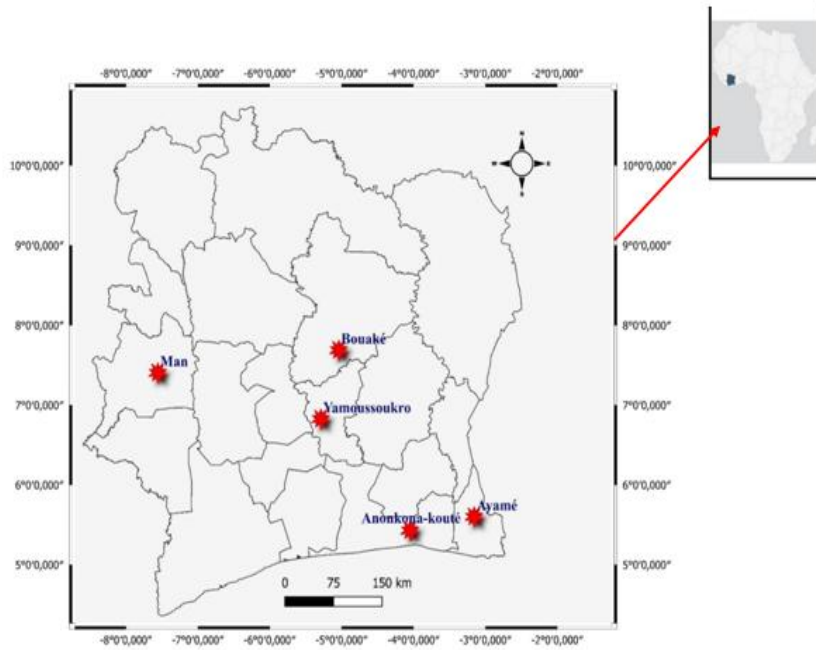 -8°0'0,000" -7°0'0,000" -6°0'0,000" -5°0'0,000" -4°0'0,000" -3°0'0,000" -2°0'0,000"
N
W E
S
10°0'0,000" 10°0'0,000"
9°0'0,000" 9°0'0,000"
8°0'0,000" 8°0'0,000"
Bouaké
Man
7°0'0,000" 7°0'0,000"
Yamoussoukro
6°0'0,000" 6°0'0,000"
Ayamé
Anonkona-kouté
5°0'0,000" 5°0'0,000"
0 75 150 km
-8°0'0,000" -7°0'0,000" -6°0'0,000" -5°0'0,000" -4°0'0,000" -3°0'0,000" -2°0'0,000"